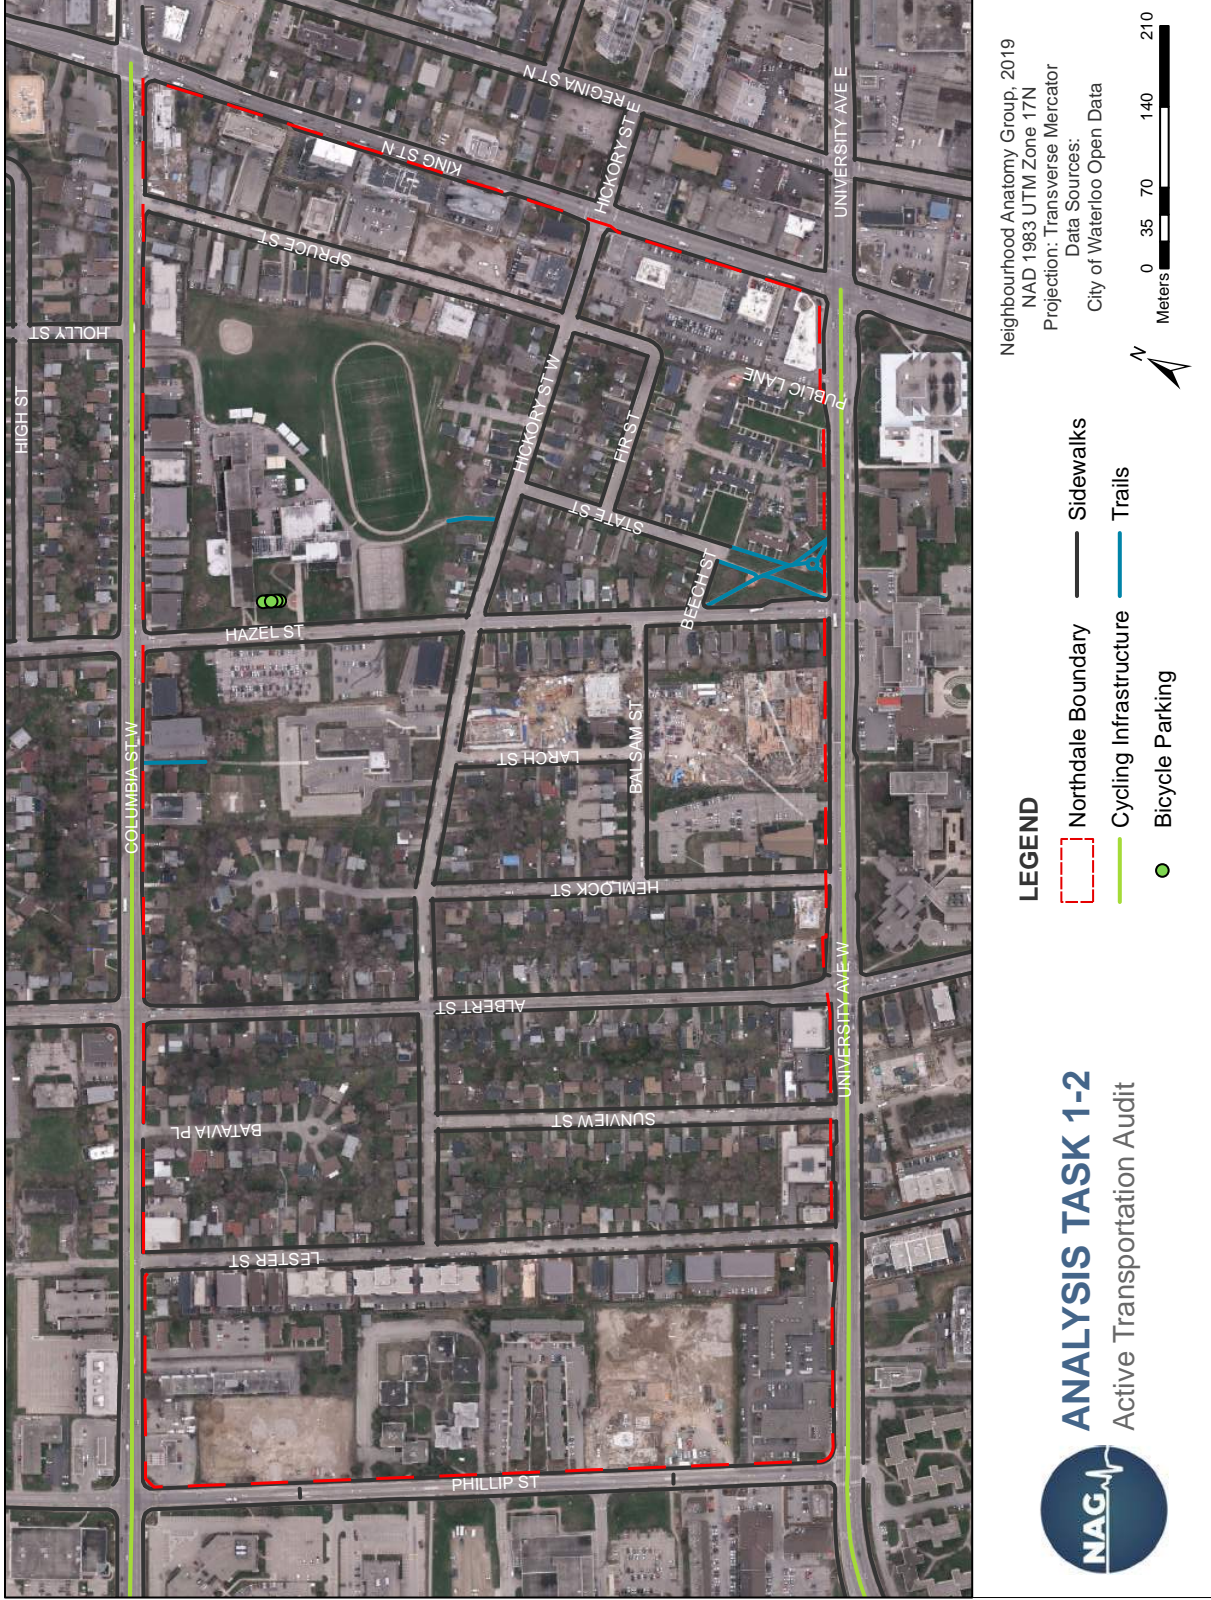 COLUMBIA ST W
HIGH ST
HOLLY ST
SPRUCE ST
KING ST N
REGINA ST N
HICKORY ST E
UNIVERSITY AVE E
HICKORY ST W
FIR ST
STATE ST
PUBLIC LANE
BEECH ST
HAZEL ST
LARCH ST
BALSAM ST
HEMLOCK ST
ALBERT ST
UNIVERSITY AVE W
SUNVIEW ST
BATAVIA PL
LESTER ST
PHILLIP ST
NAG
ANALYSIS TASK 1-2
Active Transportation Audit
LEGEND
Northdale Boundary
Cycling Infrastructure
Bicycle Parking
Sidewalks
Trails
N
Neighbourhood Anatomy Group, 2019
NAD 1983 UTM Zone 17N
Projection: Transverse Mercator
Data Sources:
City of Waterloo Open Data
0 35 70 140 210
Meters